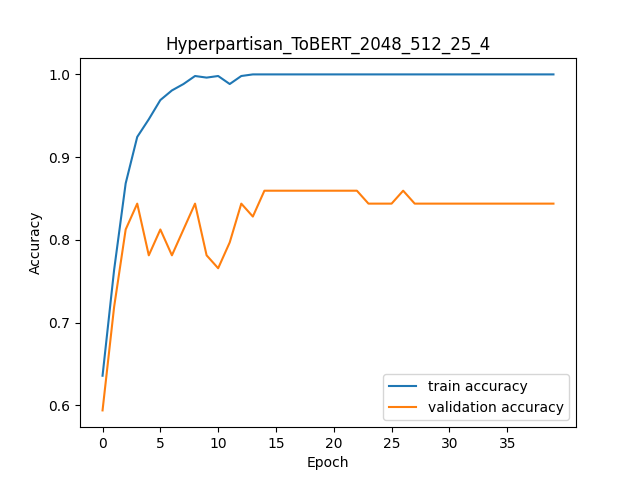 Hyperpartisan_ToBERT_2048_512_25_4
1.0
0.9
0.8
0.7
0.6
Accuracy
0
5
10
15
20
25
30
35
Epoch
train accuracy
validation accuracy